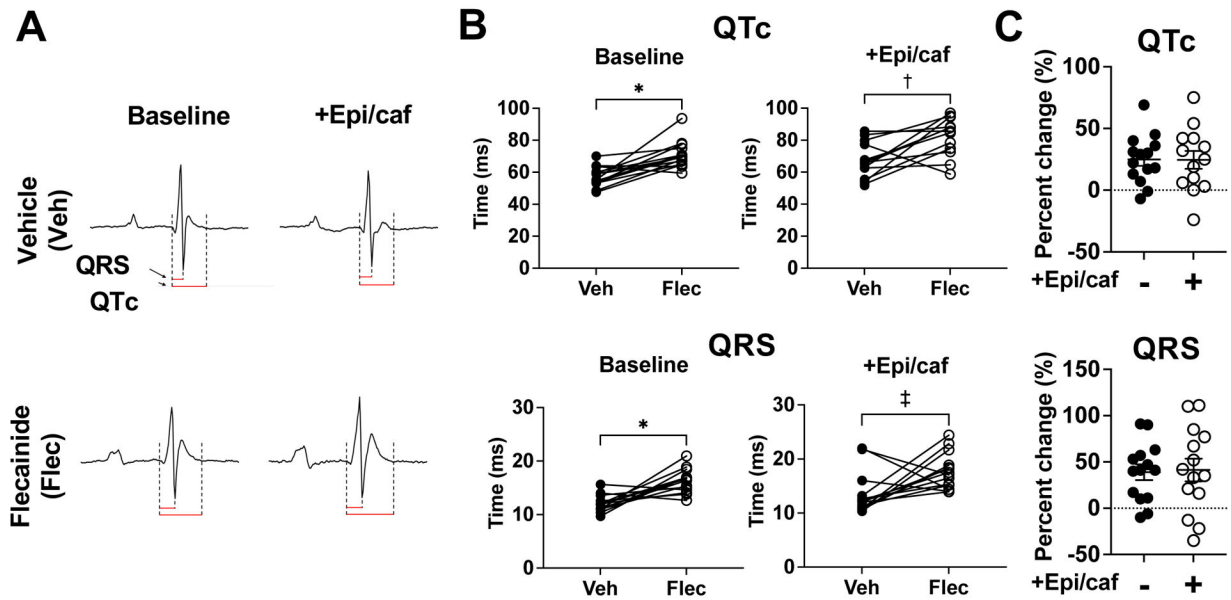 A
Baseline
+Epi/caf
Vehicle
(Veh)
QRS
QTc
Flecainide
(Flec)
B
QTc
Baseline
+Epi/caf
*
†
Time (ms)
100
80
60
40
20
0
Veh
Flec
Time (ms)
100
80
60
40
20
0
Veh
Flec
QRS
Baseline
+Epi/caf
*
‡
Time (ms)
30
20
10
0
Veh
Flec
Time (ms)
30
20
10
0
Veh
Flec
C
QTc
Percent change (%)
100
50
0
-50
+Epi/caf - +
QRS
Percent change (%)
150
100
50
0
-50
+Epi/caf - +